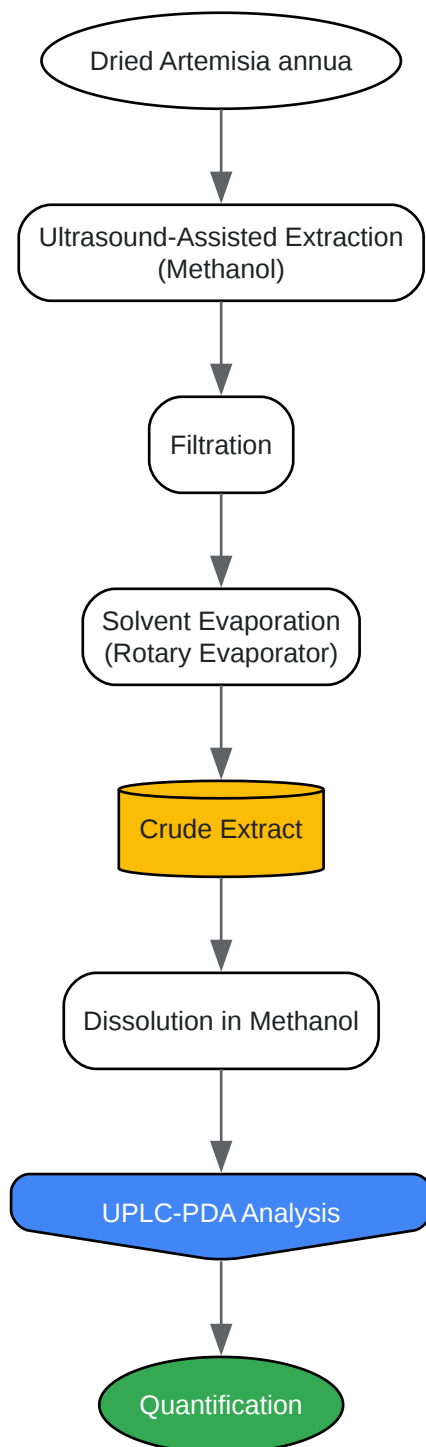 Dried Artemisia annua
Ultrasound-Assisted Extraction
(Methanol)
Filtration
Solvent Evaporation
(Rotary Evaporator)
Crude Extract
Dissolution in Methanol
UPLC-PDA Analysis
Quantification